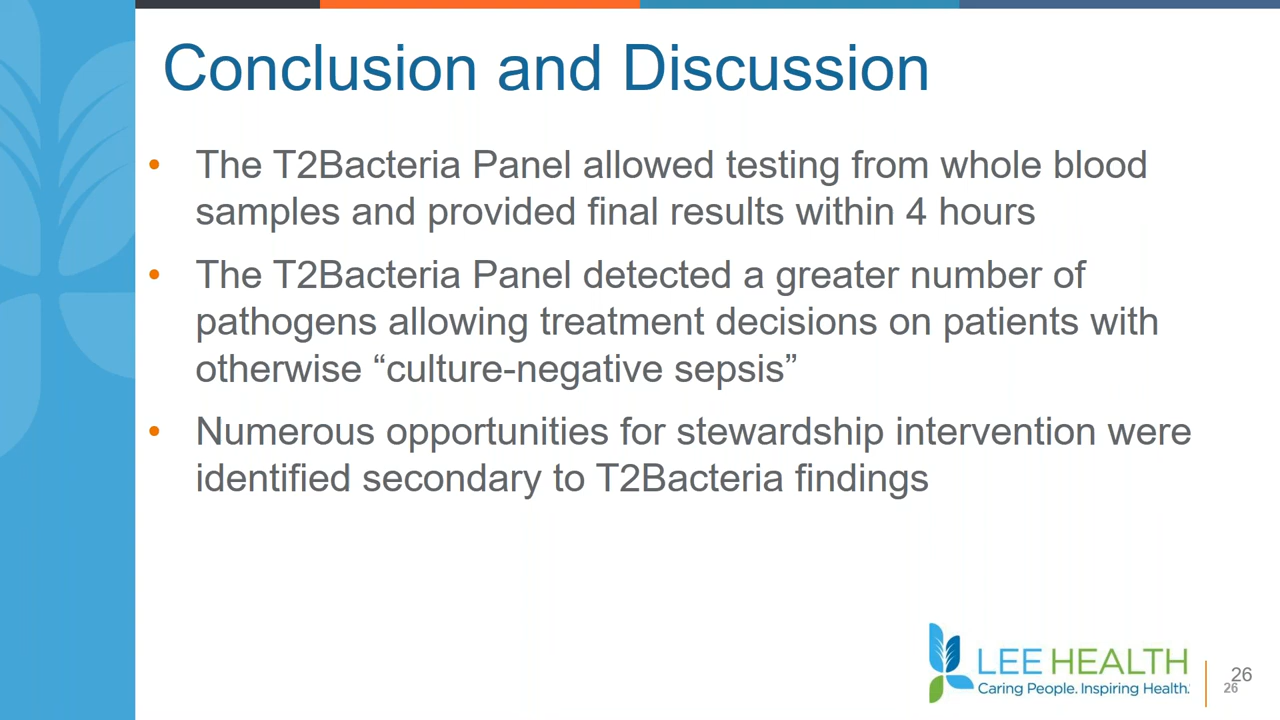 Conclusion and Discussion
• The T2Bacteria Panel allowed testing from whole blood
samples and provided final results within 4 hours
• The T2Bacteria Panel detected a greater number of
pathogens allowing treatment decisions on patients with
otherwise “culture-negative sepsis”
• Numerous opportunities for stewardship intervention were
identified secondary to T2Bacteria findings
LEE HEALTH
Caring People. Inspiring Health.
26
26